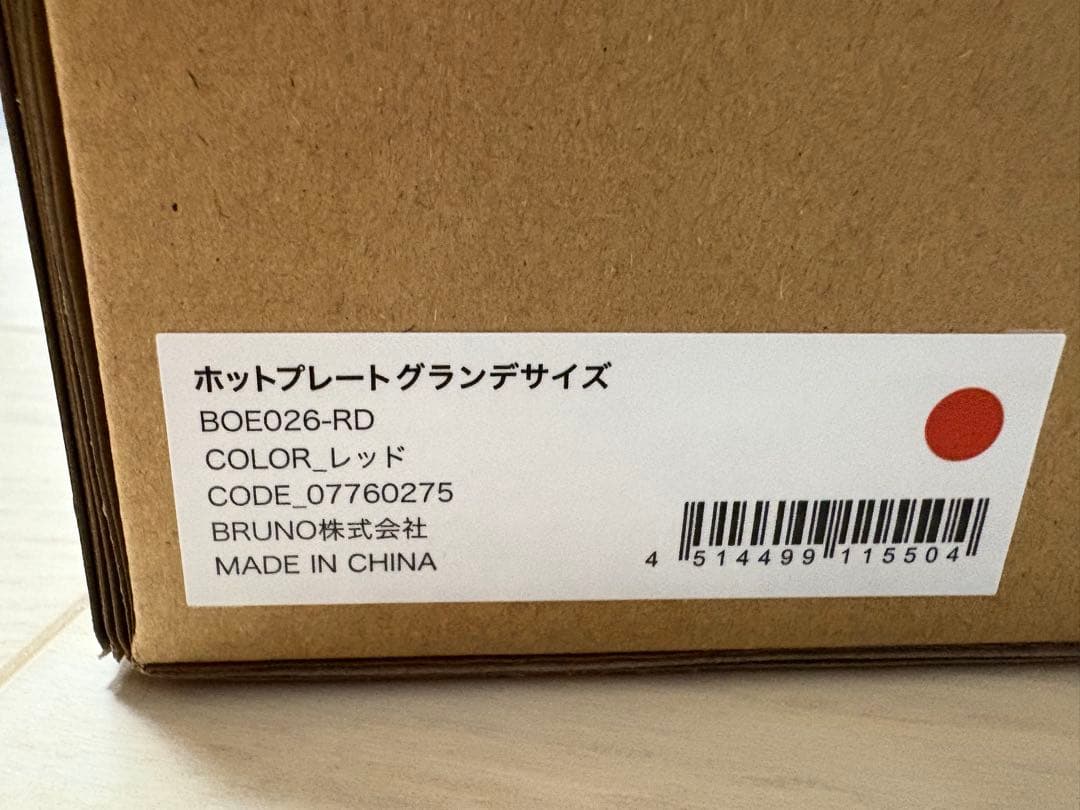 ホットプレートグランデサイズ
BOE026-RD
COLOR_レッド
CODE_07760275
BRUNO株式会社
MADE IN CHINA
4 514499 115504